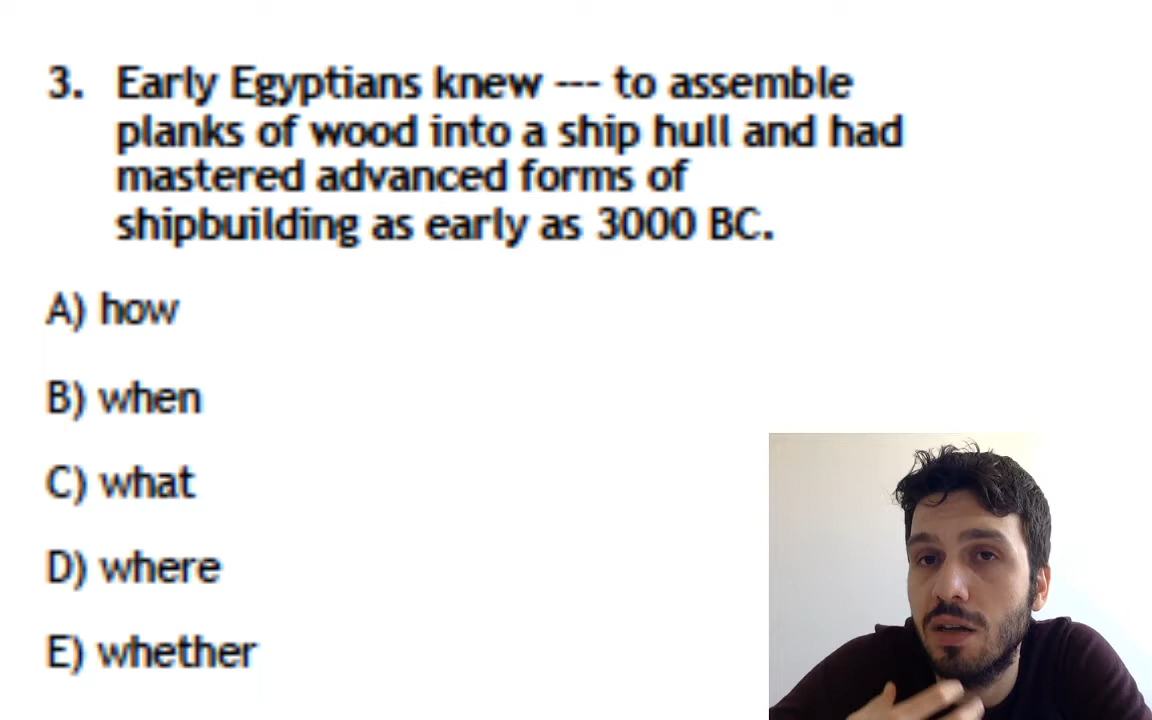 3. Early Egyptians knew --- to assemble
planks of wood into a ship hull and had
mastered advanced forms of
shipbuilding as early as 3000 BC.
A) how
B) when
C) what
D) where
E) whether